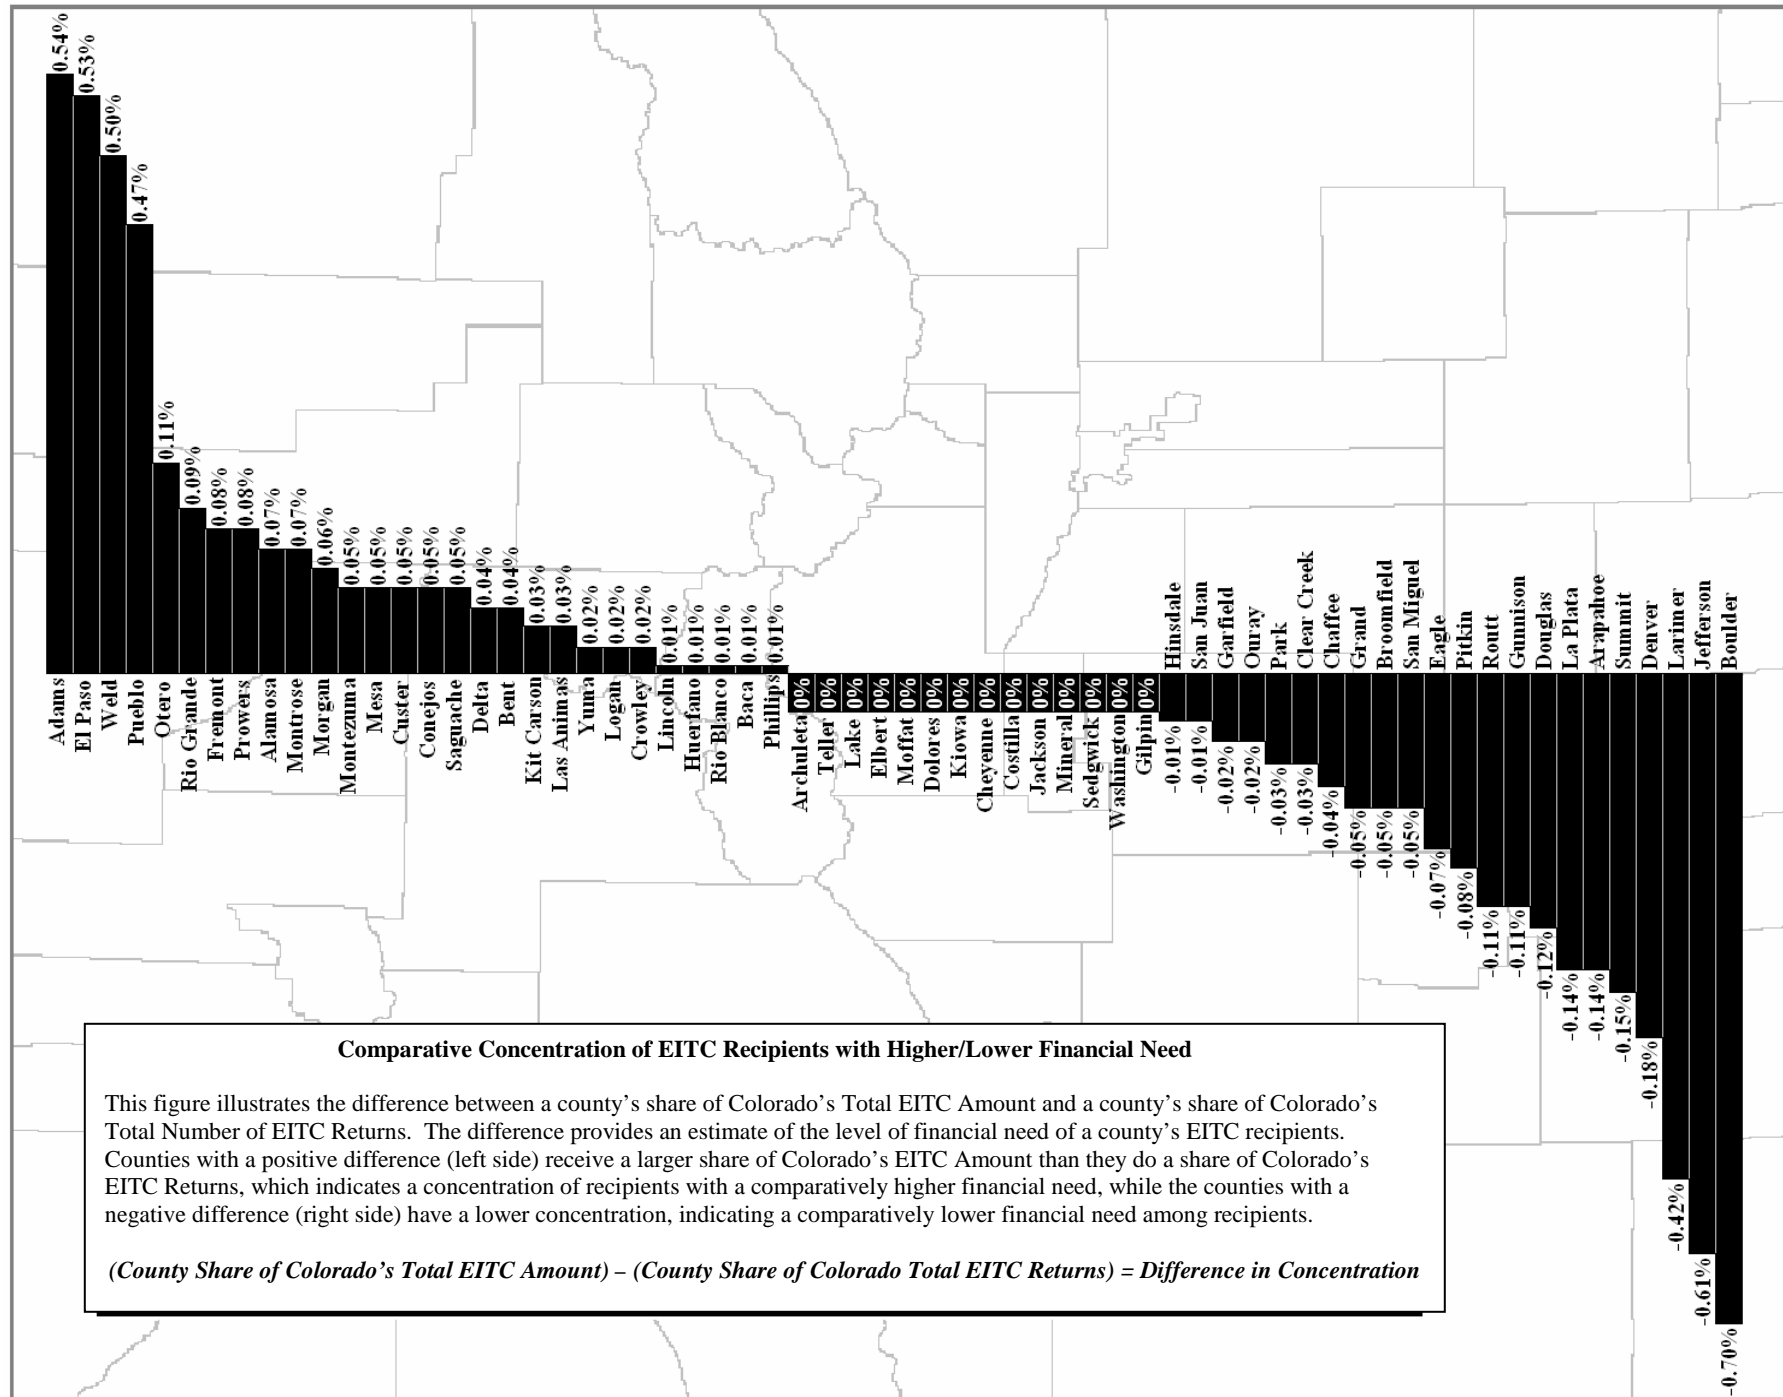 0.54%
0.53%
0.50%
0.47%
0.11%
0.09%
0.08%
0.08%
0.07%
0.07%
0.06%
0.05%
0.05%
0.05%
0.05%
0.05%
0.04%
0.04%
0.03%
0.03%
0.02%
0.02%
0.02%
0.01%
0.01%
0.01%
0.01%
0.01%
0%
0%
0%
0%
0%
0%
0%
0%
0%
0%
0%
0%
0%
0%
Hinsdale
San Juan
Garfield
Ouray
Park
Clear Creek
Chaffee
Grand
Broomfield
San Miguel
Eagle
Pitkin
Routt
Gunnison
Douglas
La Plata
Arapahoe
Summit
Denver
Larimer
Jefferson
Boulder
Adams
El Paso
Weld
Pueblo
Otero
Rio Grande
Fremont
Prowers
Alamosa
Montrose
Morgan
Montezuma
Mesa
Custer
Conejos
Saguache
Delta
Bent
Kit Carson
Las Animas
Yuma
Logan
Crowley
Lincoln
Huerfano
Rio Blanco
Baca
Phillips
Archuleta
Teller
Lake
Elbert
Moffat
Dolores
Kiowa
Cheyenne
Costilla
Jackson
Mineral
Sedgwick
Washington
Gilpin
-0.01%
-0.01%
-0.02%
-0.02%
-0.03%
-0.03%
-0.04%
-0.05%
-0.05%
-0.05%
-0.07%
-0.08%
-0.11%
-0.11%
-0.12%
-0.14%
-0.14%
-0.15%
-0.18%
-0.42%
-0.61%
-0.70%
Comparative Concentration of EITC Recipients with Higher/Lower Financial Need
This figure illustrates the difference between a county’s share of Colorado’s Total EITC Amount and a county’s share of Colorado’s
Total Number of EITC Returns.  The difference provides an estimate of the level of financial need of a county’s EITC recipients.
Counties with a positive difference (left side) receive a larger share of Colorado’s EITC Amount than they do a share of Colorado’s
EITC Returns, which indicates a concentration of recipients with a comparatively higher financial need, while the counties with a
negative difference (right side) have a lower concentration, indicating a comparatively lower financial need among recipients.
(County Share of Colorado’s Total EITC Amount) – (County Share of Colorado Total EITC Returns) = Difference in Concentration